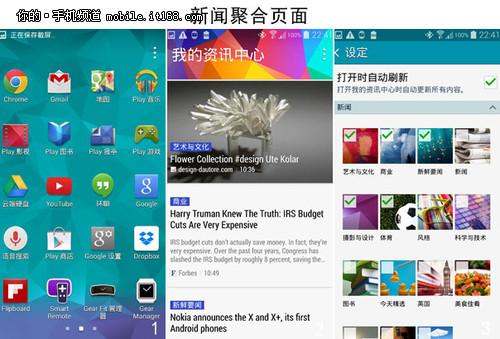 你的·手机频道 mobile.it168.com
新闻聚合页面
正在保存截屏...
Chrome
Gmail
地图
Play 音乐
Play 影视
Play 图书
Play 杂志
Play 游戏
云端硬盘
YouTube
环聊
Google
语音搜索
Play 商店
Google 设置
Dropbox
Flipboard
Smart Remote
Gear Fit 管理器
Gear Manager
1
100% 22:41
我的资讯中心
艺术与文化
Flower Collection #design Ute Kolar
design-dautore.com · 10:36
商业
Harry Truman Knew The Truth: IRS Budget
Cuts Are Very Expensive
IRS budget cuts don't actually save money. In fact, they're
very expensive. Over the past four years, Congress has
slashed the IRS budget by roughly 8 percent, saving the...
Forbes · 10:49
新鲜要闻
Nokia announces the X and X+, its first
Android phones
2
100% 22:41
设定
打开时自动刷新
打开我的资讯中心时自动更新所有内容。
新闻
艺术与文化
商业
新鲜要闻
新闻
摄影与设计
体育
风格
科学与技术
图书
今天精选
英国
美食佳肴
3